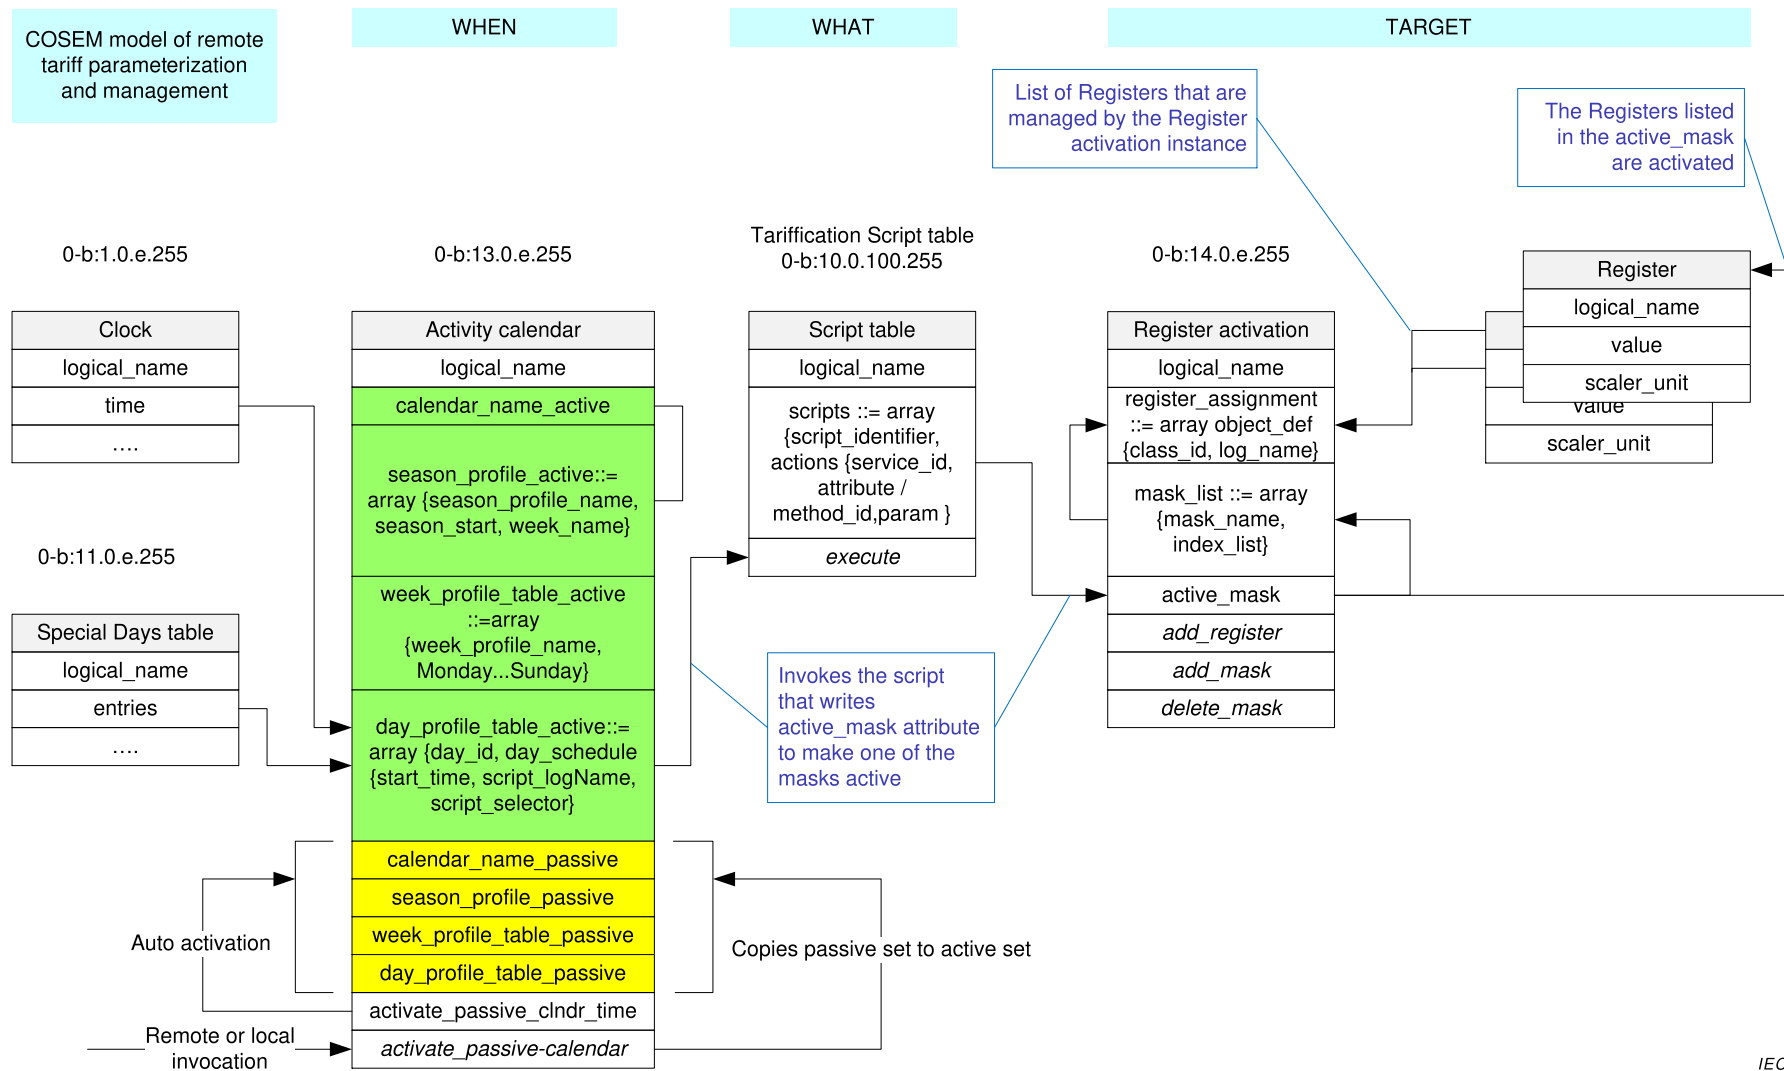 COSEM model of remote
tariff parameterization
and management
WHEN
WHAT
TARGET
List of Registers that are
managed by the Register
activation instance
The Registers listed
in the active_mask
are activated
0-b:1.0.e.255
Clock
logical_name
time
....
0-b:11.0.e.255
Special Days table
logical_name
entries
....
0-b:13.0.e.255
Activity calendar
logical_name
calendar_name_active
season_profile_active::=
array {season_profile_name,
season_start, week_name}
week_profile_table_active
::=array
{week_profile_name,
Monday...Sunday}
day_profile_table_active::=
array {day_id, day_schedule
{start_time, script_logName,
script_selector}
calendar_name_passive
season_profile_passive
week_profile_table_passive
day_profile_table_passive
activate_passive_clndr_time
activate_passive-calendar
Auto activation
Remote or local
invocation
Copies passive set to active set
Tariffication Script table
0-b:10.0.100.255
Script table
logical_name
scripts ::= array
{script_identifier,
actions {service_id,
attribute /
method_id,param }
execute
Invokes the script
that writes
active_mask attribute
to make one of the
masks active
0-b:14.0.e.255
Register activation
logical_name
register_assignment
::= array object_def
{class_id, log_name}
mask_list ::= array
{mask_name,
index_list}
active_mask
add_register
add_mask
delete_mask
Register
logical_name
value
scaler_unit
value
scaler_unit
IEC